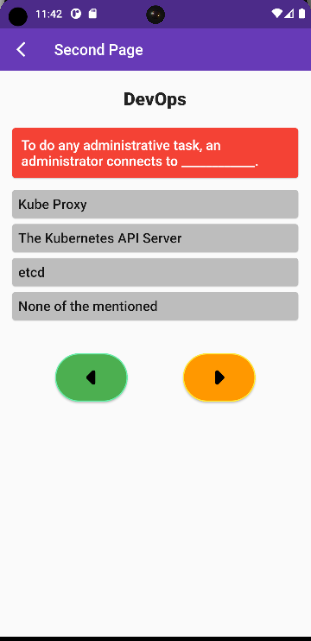 11:42
Second Page
DevOps
To do any administrative task, an
administrator connects to ____________.
Kube Proxy
The Kubernetes API Server
etcd
None of the mentioned